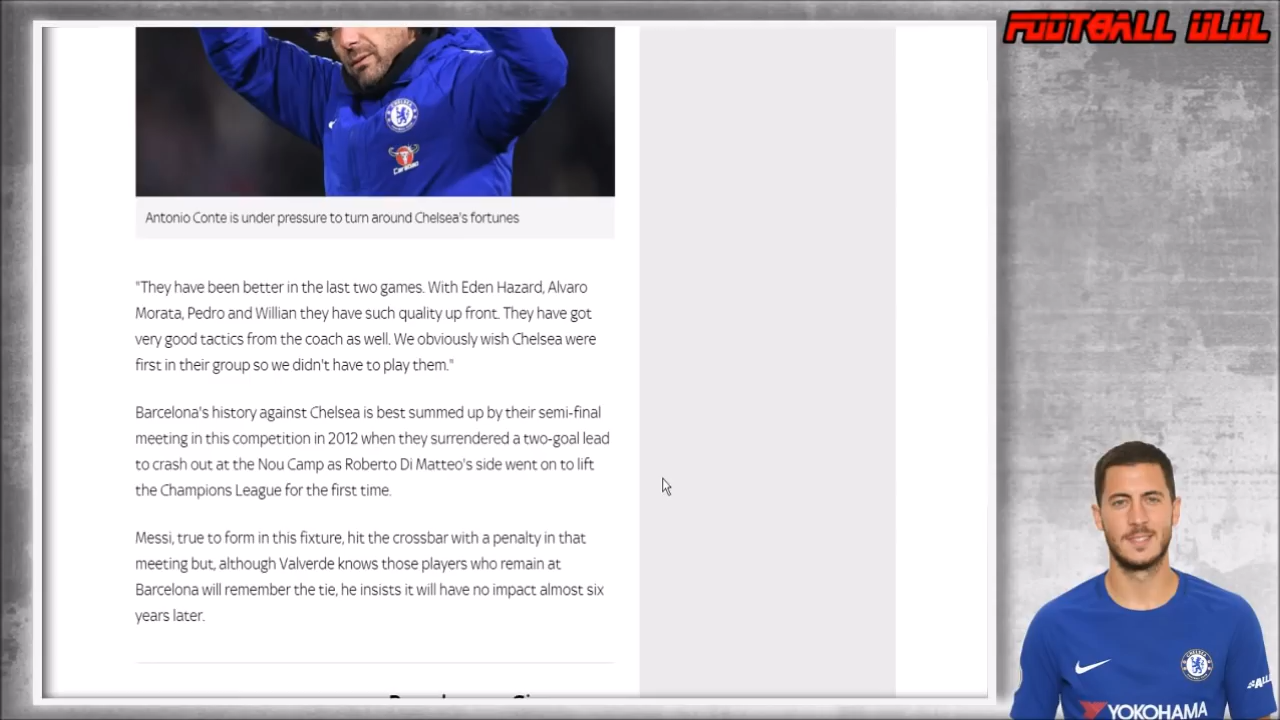 FOOTBALL ULUL
Carabao
Antonio Conte is under pressure to turn around Chelsea's fortunes
"They have been better in the last two games. With Eden Hazard, Alvaro
Morata, Pedro and Willian they have such quality up front. They have got
very good tactics from the coach as well. We obviously wish Chelsea were
first in their group so we didn't have to play them."
Barcelona's history against Chelsea is best summed up by their semi-final
meeting in this competition in 2012 when they surrendered a two-goal lead
to crash out at the Nou Camp as Roberto Di Matteo's side went on to lift
the Champions League for the first time.
Messi, true to form in this fixture, hit the crossbar with a penalty in that
meeting but, although Valverde knows those players who remain at
Barcelona will remember the tie, he insists it will have no impact almost six
years later.
YOKOHAMA